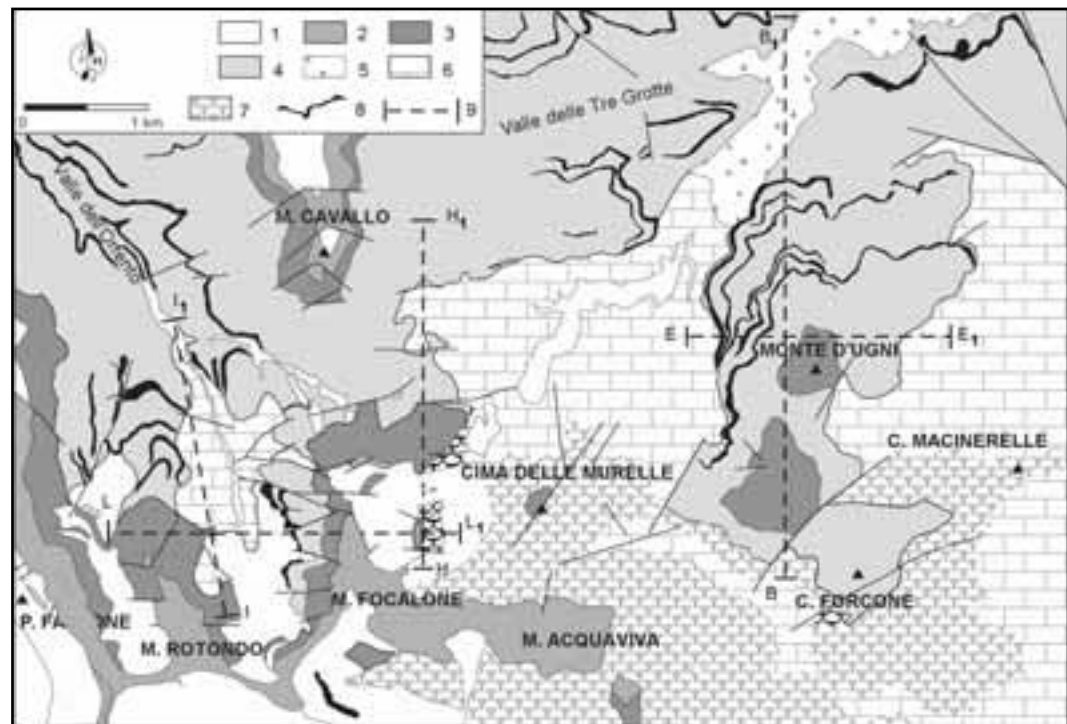 1 2 3
4 5 6
7 8 9
0 1 km
B1
Valle delle Tre Grotte
M. CAVALLO
H1
I1
E
E1
MONTE D'UGNI
C. MACINERELLE
CIMA DELLE MURELLE
L
L1
H
I
B
M. FOCALONE
C. FORCONE
M. ROTONDO
M. ACQUAVIVA